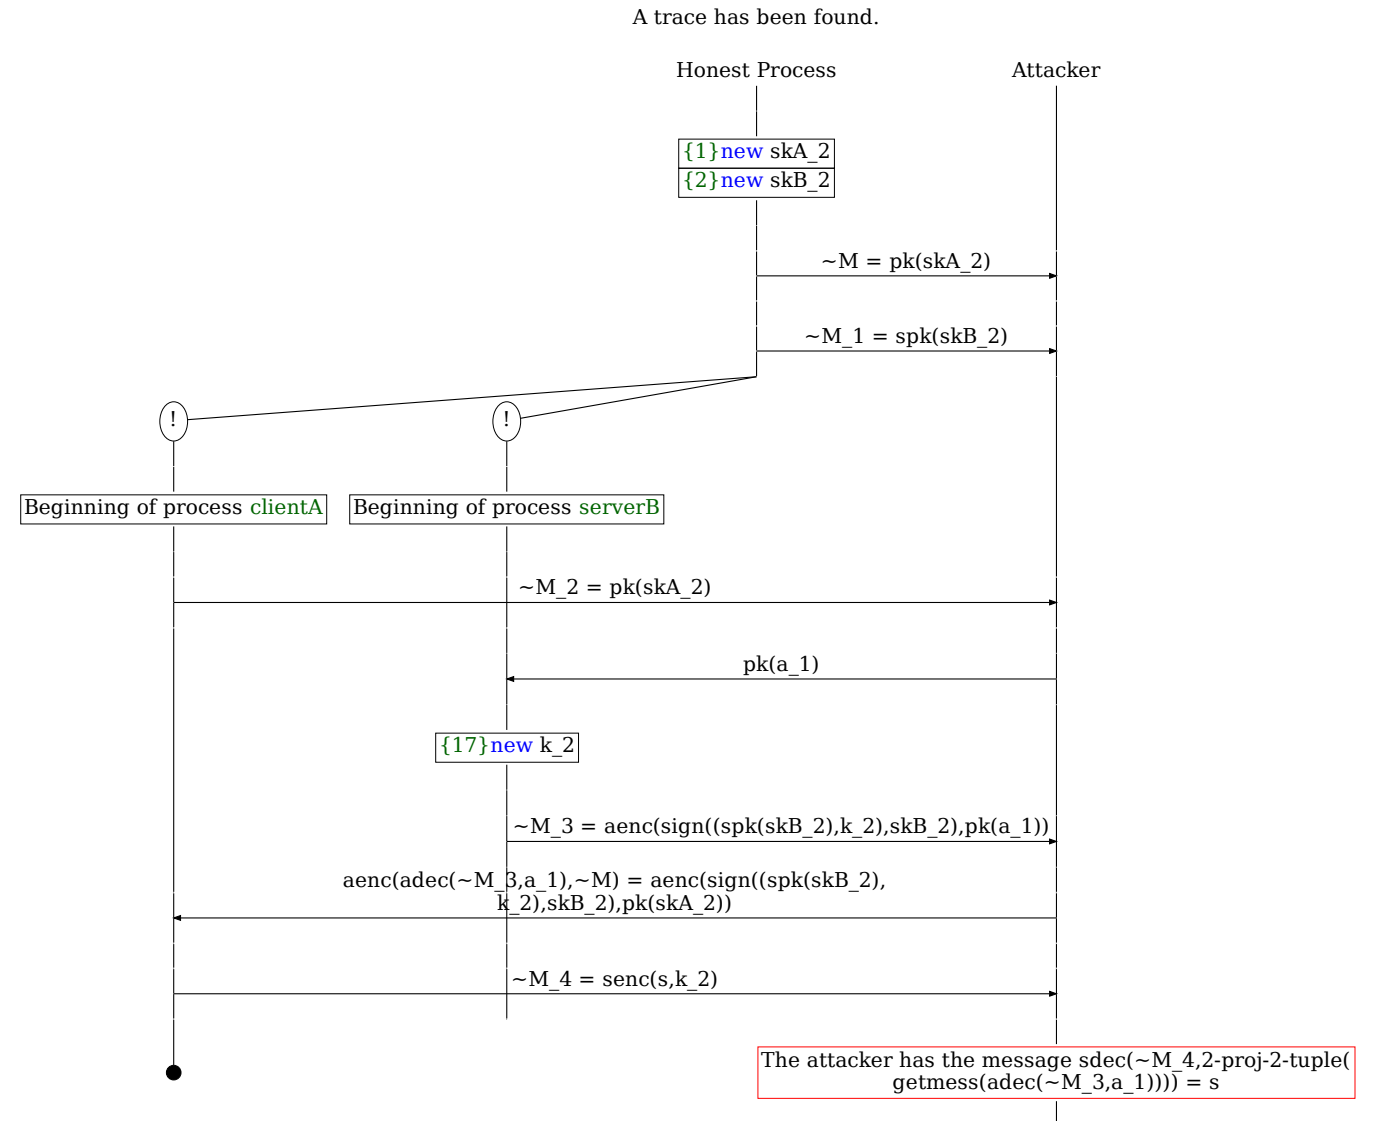 A trace has been found.
Honest Process
Attacker
{1}new skA_2
{2}new skB_2
~M = pk(skA_2)
~M_1 = spk(skB_2)
!
!
Beginning of process clientA
Beginning of process serverB
~M_2 = pk(skA_2)
pk(a_1)
{17}new k_2
~M_3 = aenc(sign((spk(skB_2),k_2),skB_2),pk(a_1))
aenc(adec(~M_3,a_1),~M) = aenc(sign((spk(skB_2),
k_2),skB_2),pk(skA_2))
~M_4 = senc(s,k_2)
The attacker has the message sdec(~M_4,2-proj-2-tuple(
getmess(adec(~M_3,a_1)))) = s